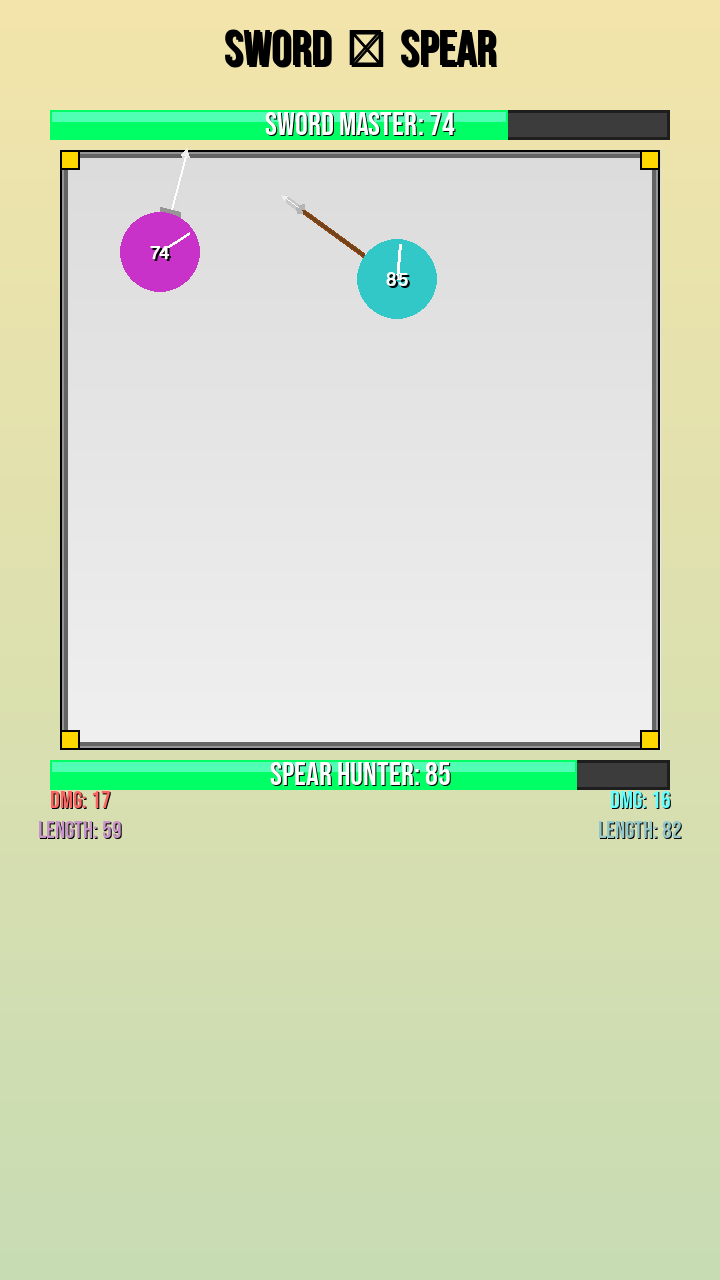 SWORD ☒ SPEAR
SWORD MASTER: 74
74
85
SPEAR HUNTER: 85
DMG: 17
DMG: 16
LENGTH: 59
LENGTH: 82